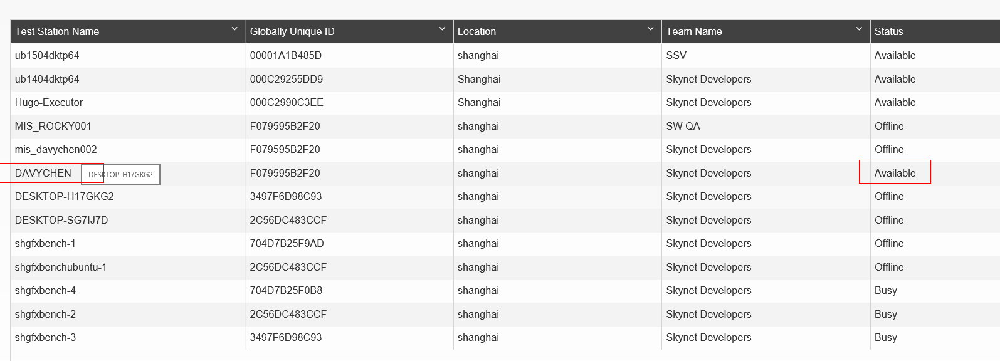 Test Station Name Globally Unique ID Location Team Name Status
ub1504dktp64 00001A1B485D shanghai SSV Available
ub1404dktp64 000C29255DD9 Shanghai Skynet Developers Available
Hugo-Executor 000C2990C3EE Shanghai Skynet Developers Available
MIS_ROCKY001 F079595B2F20 shanghai SW QA Offline
mis_davychen002 F079595B2F20 shanghai Skynet Developers Offline
DAVYCHEN DESKTOP-H17GKG2 F079595B2F20 shanghai Skynet Developers Available
DESKTOP-H17GKG2 3497F6D98C93 shanghai Skynet Developers Offline
DESKTOP-SG7IJ7D 2C56DC483CCF shanghai Skynet Developers Offline
shgfxbench-1 704D7B25F9AD shanghai Skynet Developers Offline
shgfxbenchubuntu-1 2C56DC483CCF shanghai Skynet Developers Offline
shgfxbench-4 704D7B25F0B8 shanghai Skynet Developers Busy
shgfxbench-2 2C56DC483CCF shanghai Skynet Developers Busy
shgfxbench-3 3497F6D98C93 shanghai Skynet Developers Busy